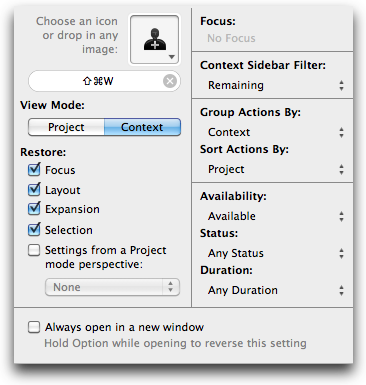 Choose an icon
or drop in any
image:
⇧⌘W
View Mode:
Project
Context
Restore:
Focus
Layout
Expansion
Selection
Settings from a Project
mode perspective:
None
Focus:
No Focus
Context Sidebar Filter:
Remaining
Group Actions By:
Context
Sort Actions By:
Project
Availability:
Available
Status:
Any Status
Duration:
Any Duration
Always open in a new window
Hold Option while opening to reverse this setting